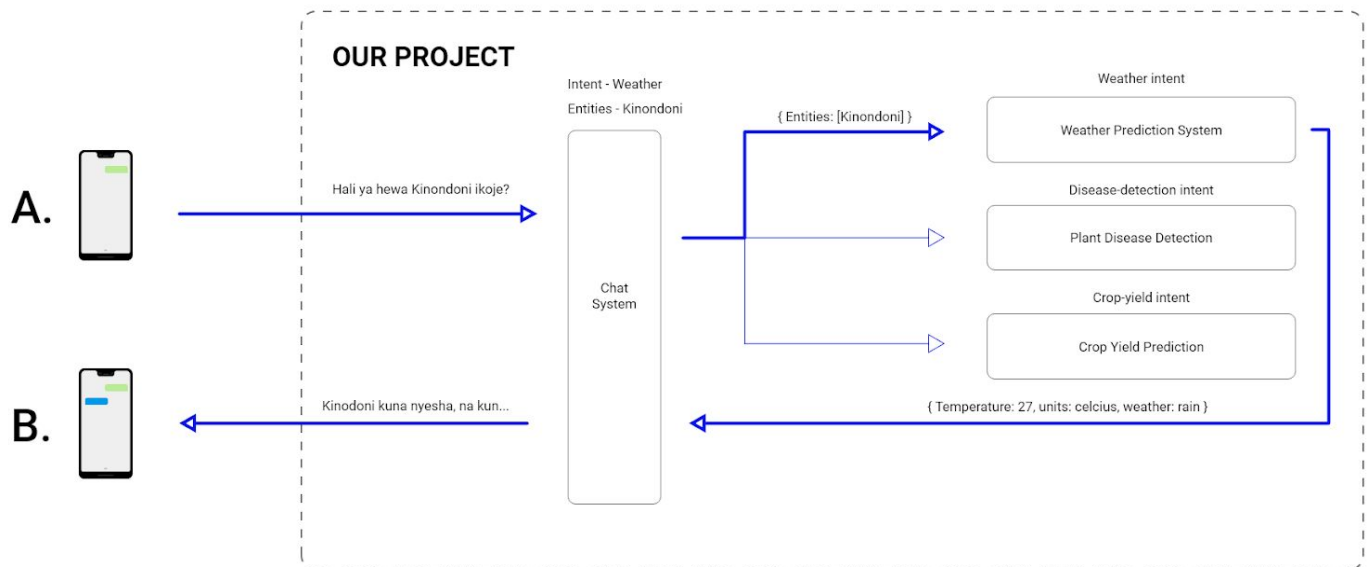 OUR PROJECT
Intent - Weather
Entities - Kinondoni
Weather intent
{ Entities: [Kinondoni] }
Weather Prediction System
A.
Hali ya hewa Kinondoni ikoje?
Disease-detection intent
Plant Disease Detection
Chat
System
Crop-yield intent
Crop Yield Prediction
B.
Kinodoni kuna nyesha, na kun...
{ Temperature: 27, units: celcius, weather: rain }